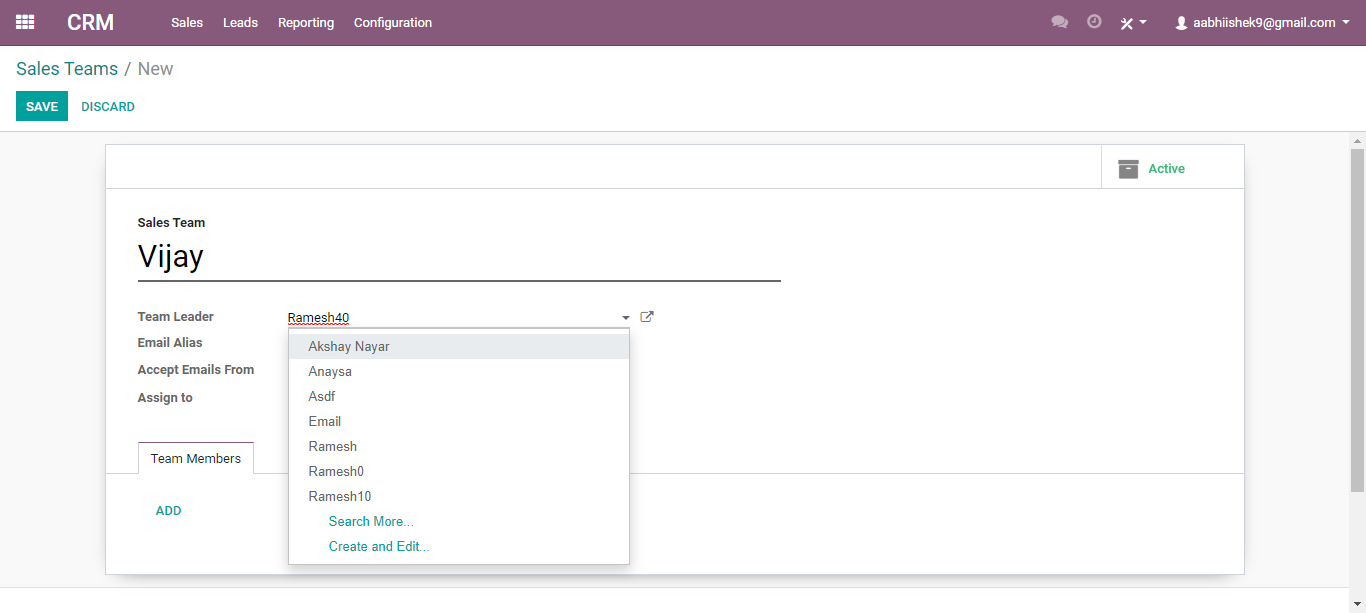 CRM Sales Leads Reporting Configuration aabhiishek9@gmail.com
Sales Teams / New
SAVE DISCARD
Active
Sales Team
Vijay
Team Leader Ramesh40
Email Alias
Accept Emails From
Assign to
Akshay Nayar
Anaysa
Asdf
Email
Ramesh
Ramesh0
Ramesh10
Search More...
Create and Edit...
Team Members
ADD